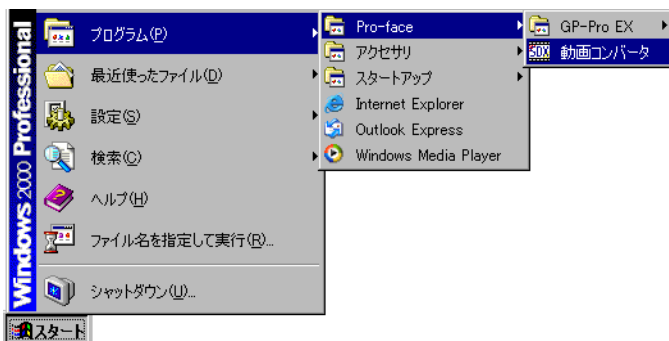 Windows 2000 Professional
プログラム(P)
最近使ったファイル(D)
設定(S)
検索(C)
ヘルプ(H)
ファイル名を指定して実行(R)...
シャットダウン(U)...
スタート
Pro-face
アクセサリ
スタートアップ
Internet Explorer
Outlook Express
Windows Media Player
GP-Pro EX
SDX 動画コンバータ